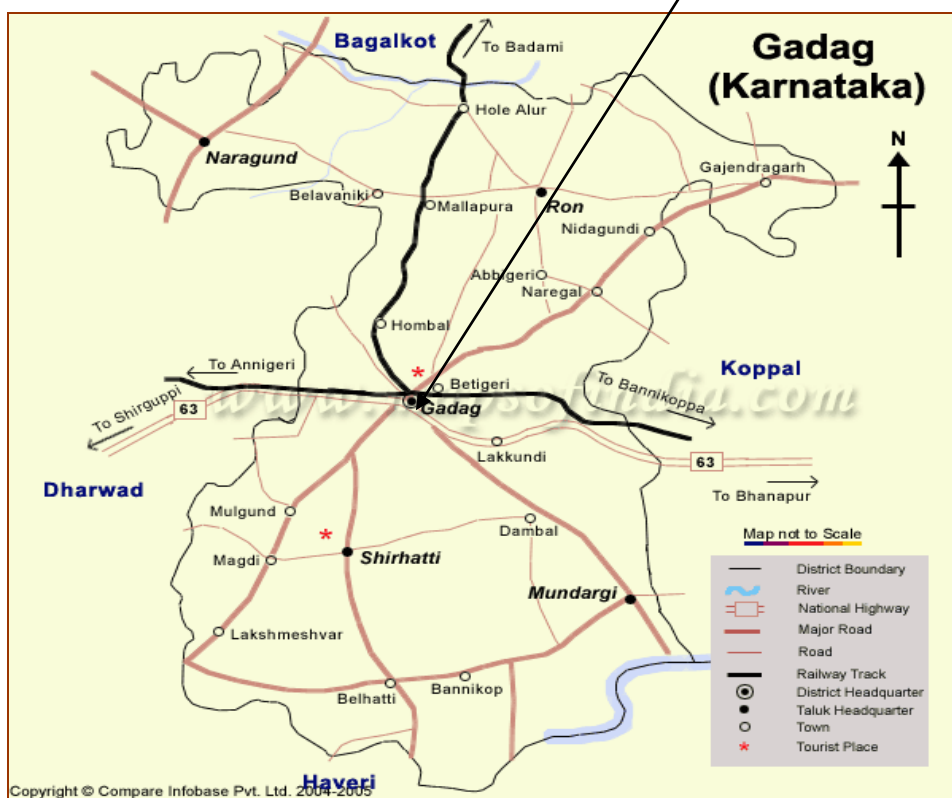 Gadag
(Karnataka)
Bagalkot
To Badami
N
Hole Alur
Naragund
Gajendragarh
Belavaniki
Mallapura
Ron
Nidagundi
Abbigeri
Naregal
Hombal
To Annigeri
Koppal
Betigeri
To Bannikoppa
63
To Shirguppi
www.mapsofindia.com
Gadag
Lakkundi
63
Dharwad
To Bhanapur
Mulgund
Dambal
Map not to Scale
Magdi
Shirhatti
District Boundary
Mundargi
River
National Highway
Lakshmeshvar
Major Road
Road
Railway Track
Bannikop
Belhatti
District Headquarter
Taluk Headquarter
Town
Tourist Place
Haveri
Copyright © Compare Infobase Pvt. Ltd. 2004-2005